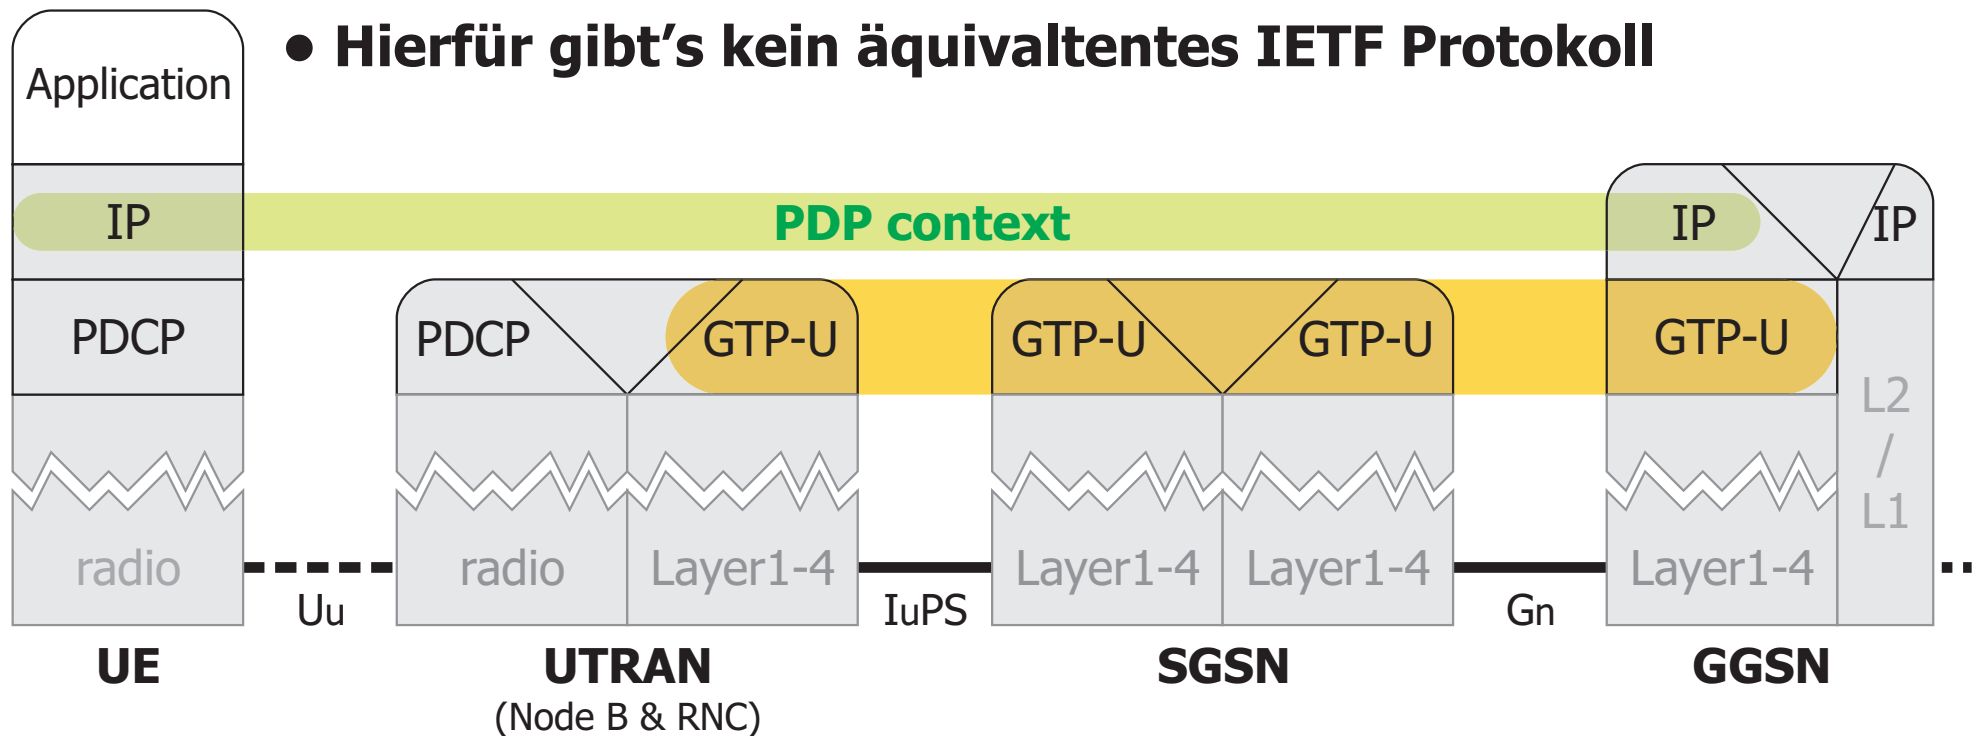 Application
• Hierfür gibt's kein äquivaltentes IETF Protokoll
IP
PDP context
IP
IP
PDCP
PDCP
GTP-U
GTP-U
GTP-U
GTP-U
L2
/
L1
radio
radio
Layer1-4
Layer1-4
Layer1-4
Layer1-4
Uu
IuPS
Gn
UE
UTRAN
(Node B & RNC)
SGSN
GGSN